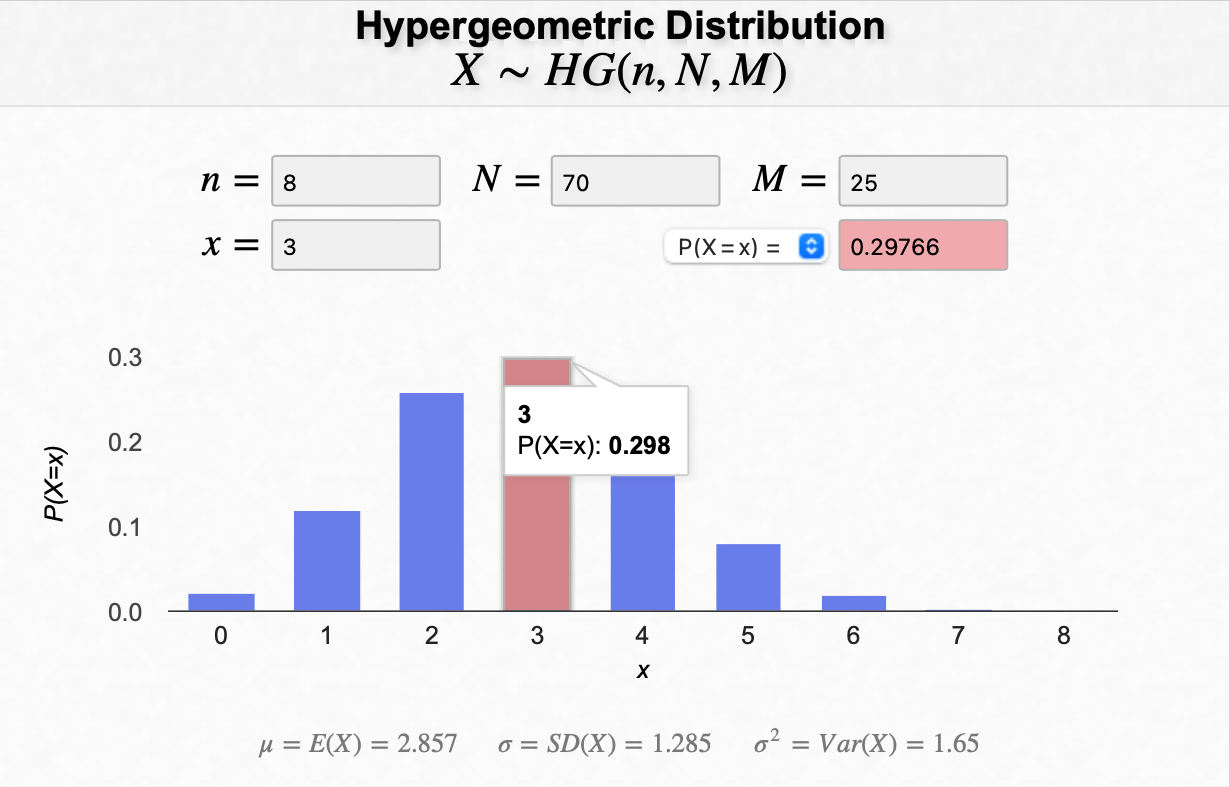 Hypergeometric Distribution
X ~ HG(n, N, M)
n = 8 N = 70 M = 25
x = 3 P(X = x) = 0.29766
0.3
0.2
0.1
0.0
P(X=x)
3
P(X=x): 0.298
0 1 2 3 4 5 6 7 8
x
μ = E(X) = 2.857 σ = SD(X) = 1.285 σ² = Var(X) = 1.65